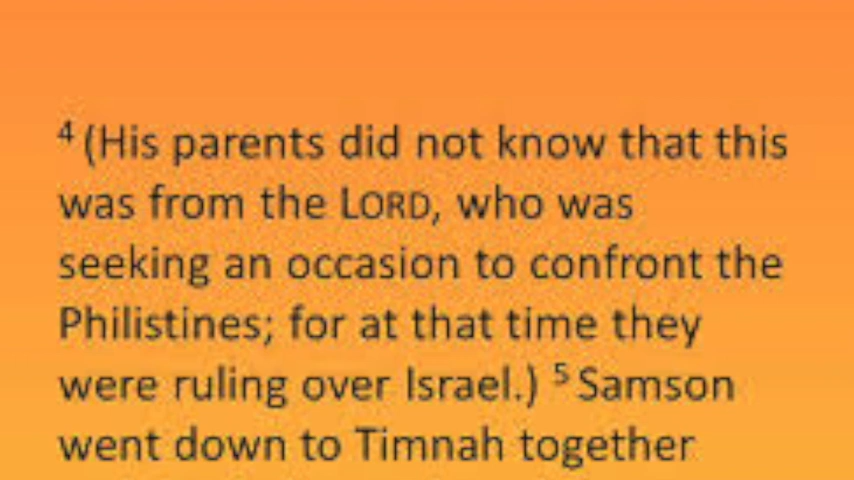 ⁴ (His parents did not know that this
was from the LORD, who was
seeking an occasion to confront the
Philistines; for at that time they
were ruling over Israel.) ⁵ Samson
went down to Timnah together